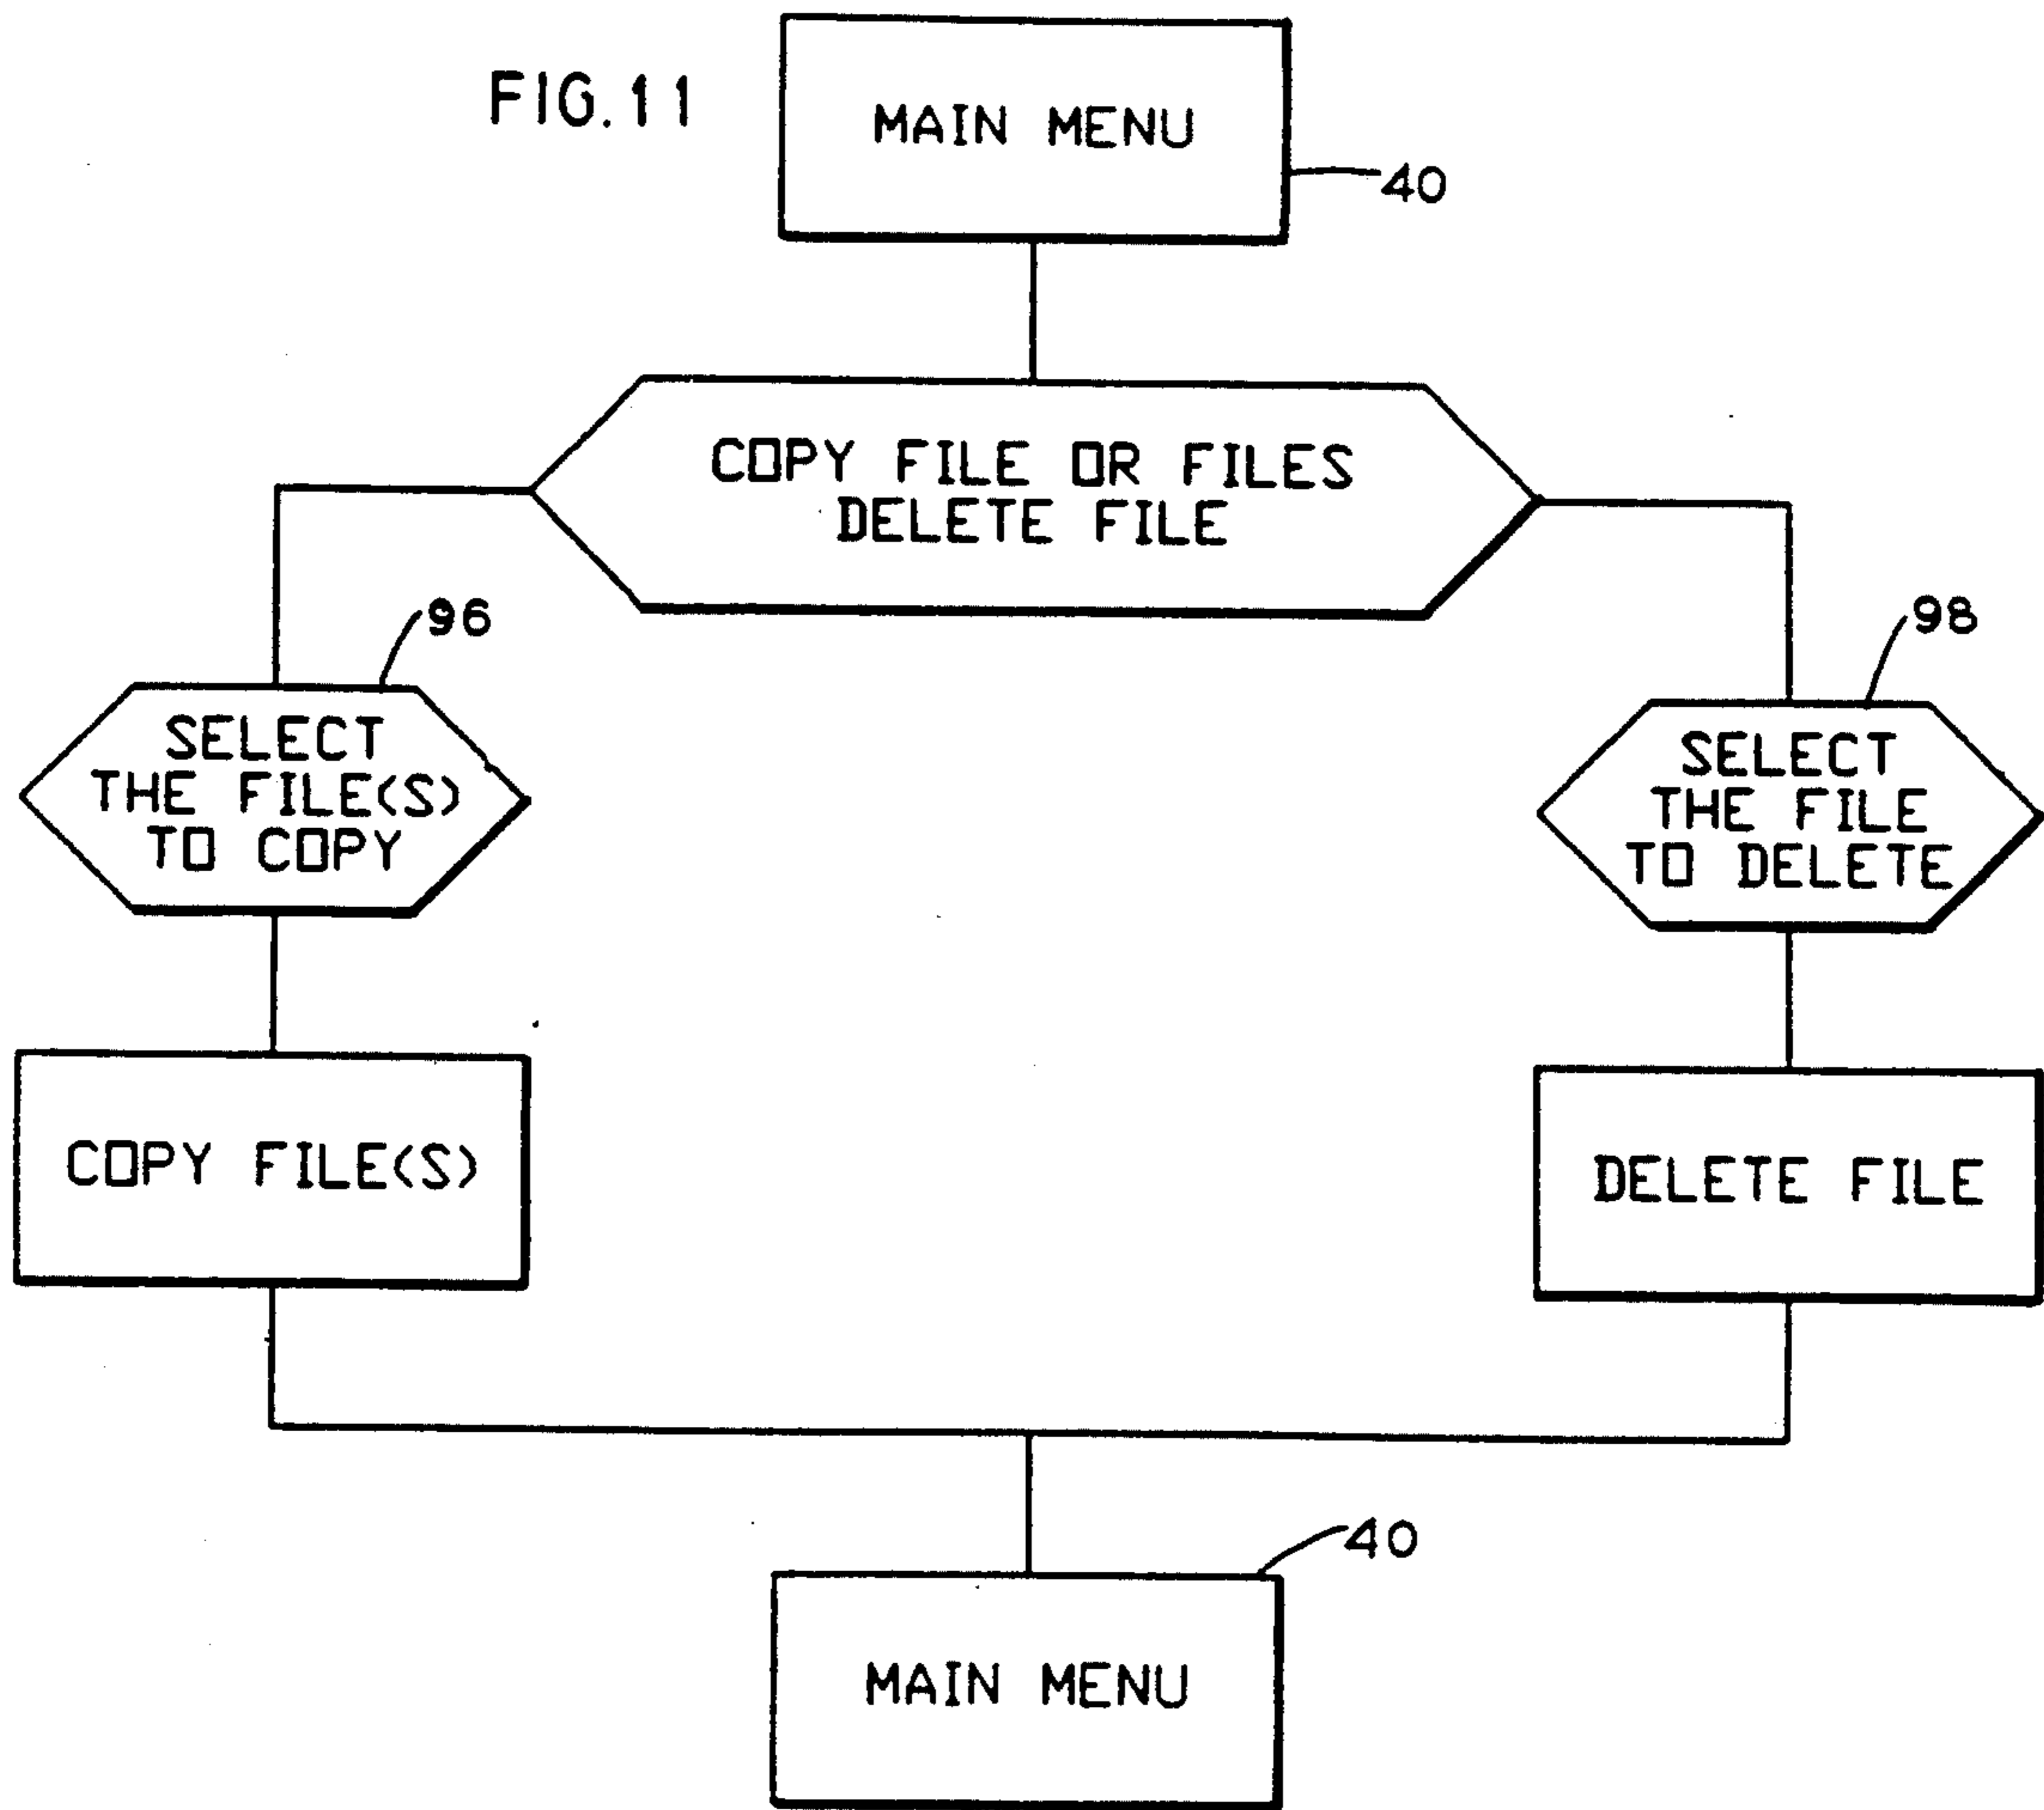 FIG.11
MAIN MENU
40
COPY FILE OR FILES
DELETE FILE
96
SELECT
THE FILE(S)
TO COPY
98
SELECT
THE FILE
TO DELETE
COPY FILE(S)
DELETE FILE
40
MAIN MENU